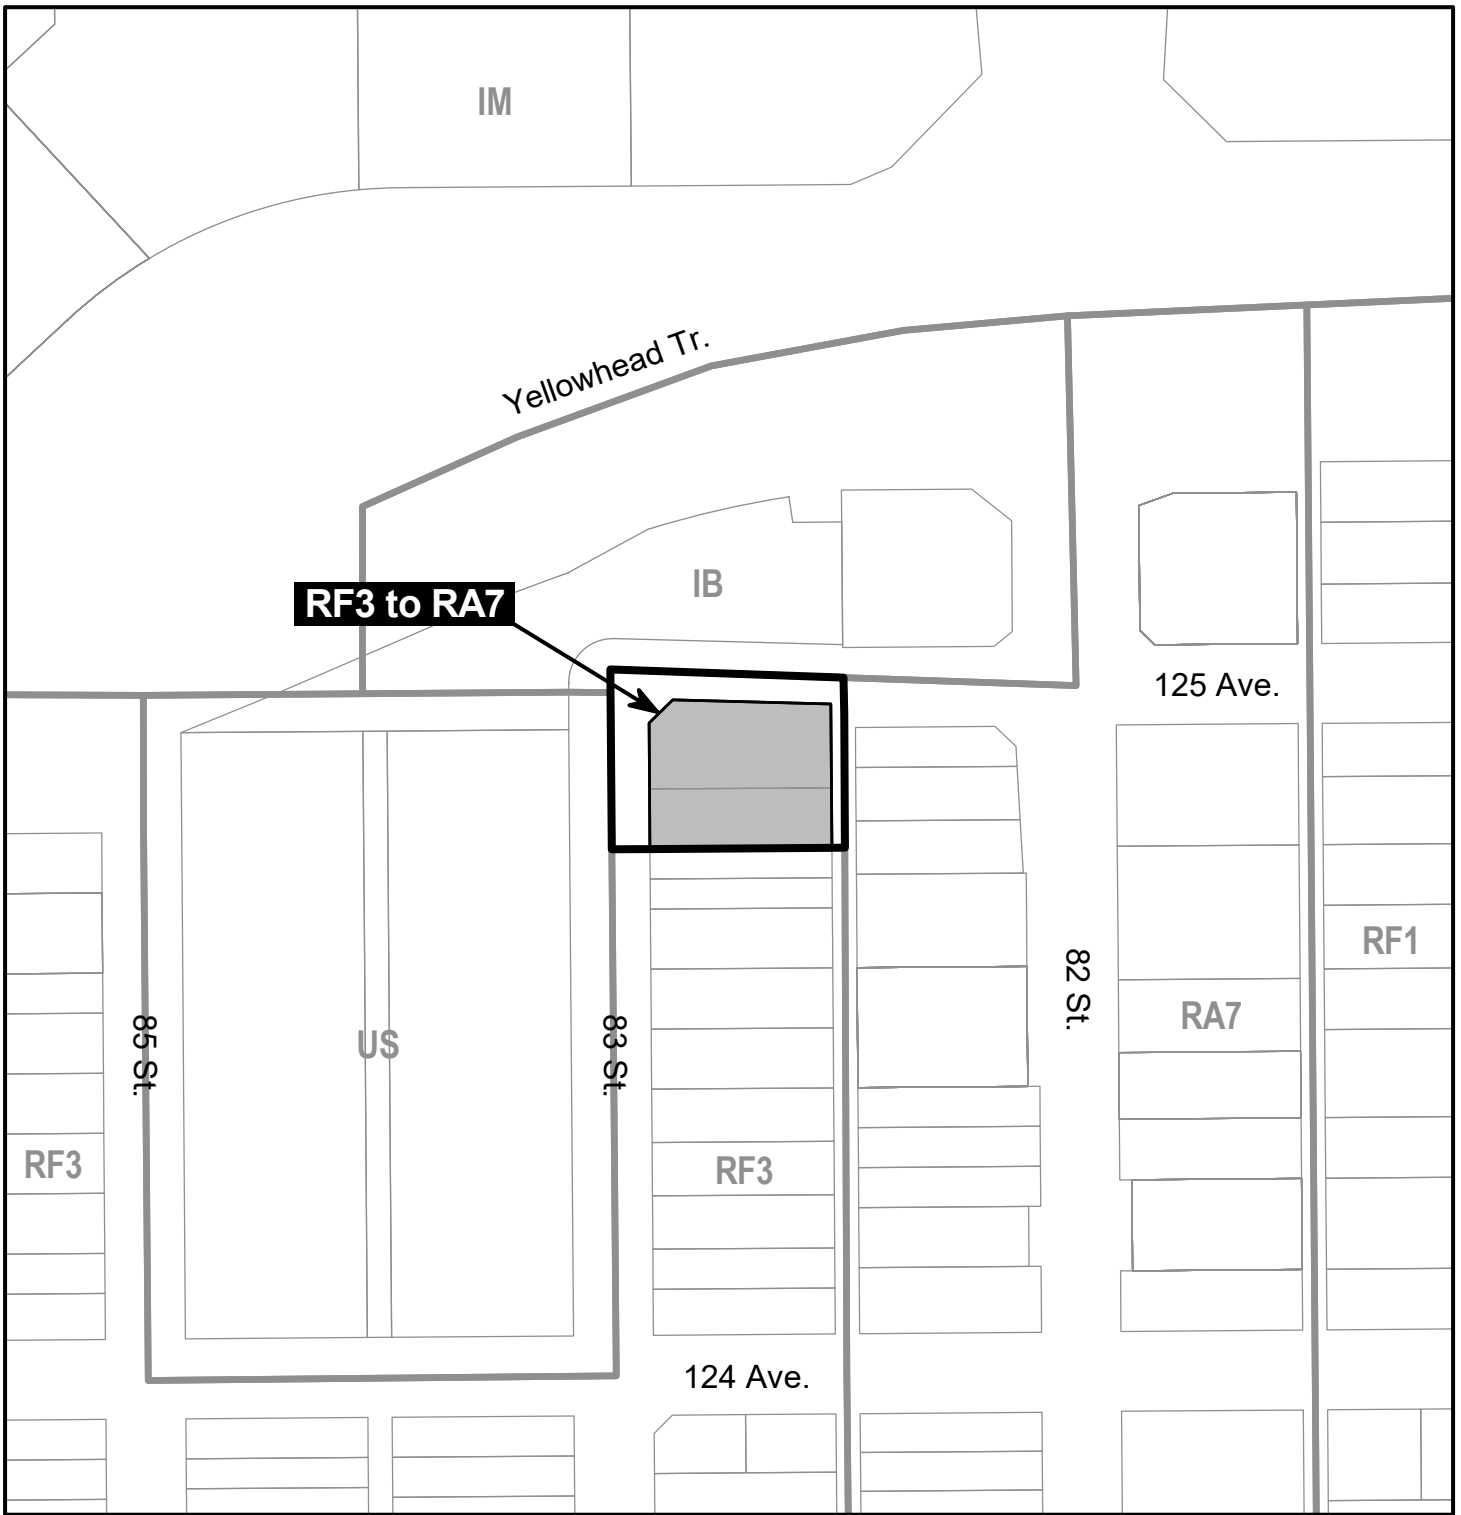 IM
Yellowhead Tr.
IB
RF3 to RA7
125 Ave.
RF1
82 St.
RA7
85 St.
US
83 St.
RF3
RF3
124 Ave.